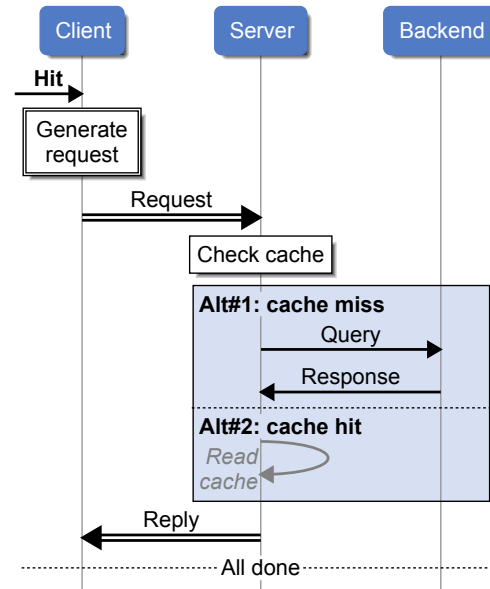 Client
Server
Backend
Hit
Generate
request
Request
Check cache
Alt#1: cache miss
Query
Response
Alt#2: cache hit
Read
cache
Reply
All done